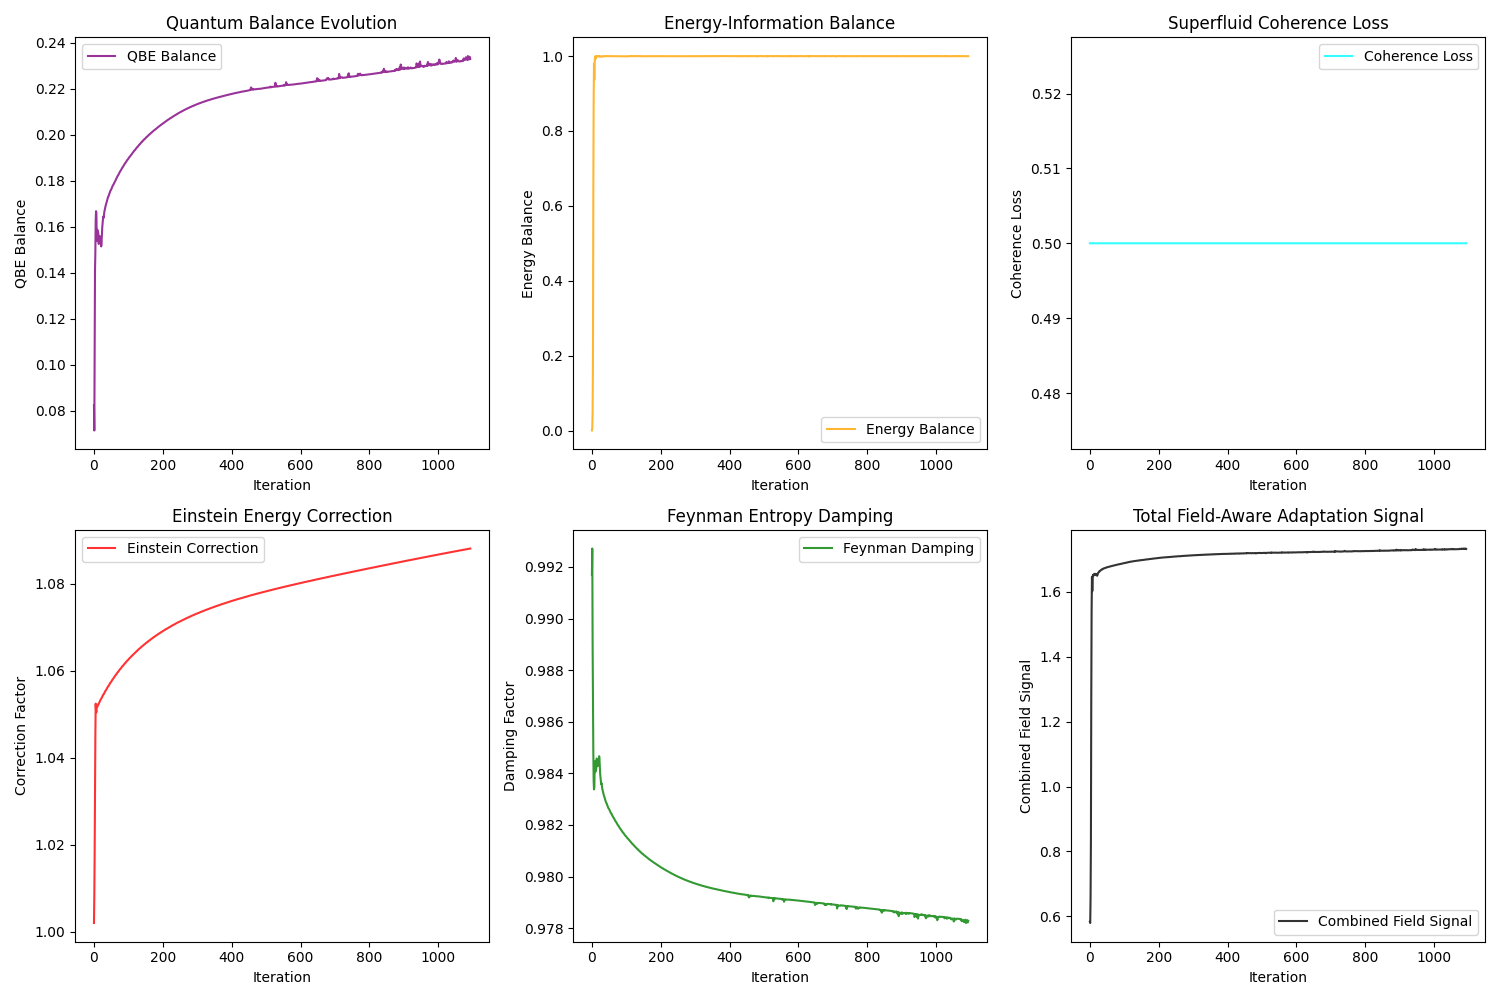 Quantum Balance Evolution
QBE Balance
0.24
0.22
0.20
0.18
0.16
0.14
0.12
0.10
0.08
QBE Balance
0 200 400 600 800 1000
Iteration
Energy-Information Balance
1.0
0.8
0.6
0.4
0.2
0.0
Energy Balance
Energy Balance
0 200 400 600 800 1000
Iteration
Superfluid Coherence Loss
Coherence Loss
0.52
0.51
0.50
0.49
0.48
Coherence Loss
0 200 400 600 800 1000
Iteration
Einstein Energy Correction
Einstein Correction
1.08
1.06
1.04
1.02
1.00
Correction Factor
0 200 400 600 800 1000
Iteration
Feynman Entropy Damping
Feynman Damping
0.992
0.990
0.988
0.986
0.984
0.982
0.980
0.978
Damping Factor
0 200 400 600 800 1000
Iteration
Total Field-Aware Adaptation Signal
1.6
1.4
1.2
1.0
0.8
0.6
Combined Field Signal
Combined Field Signal
0 200 400 600 800 1000
Iteration